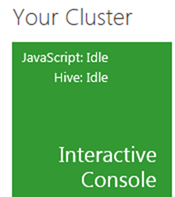 Your Cluster
JavaScript: Idle
Hive: Idle
Interactive
Console